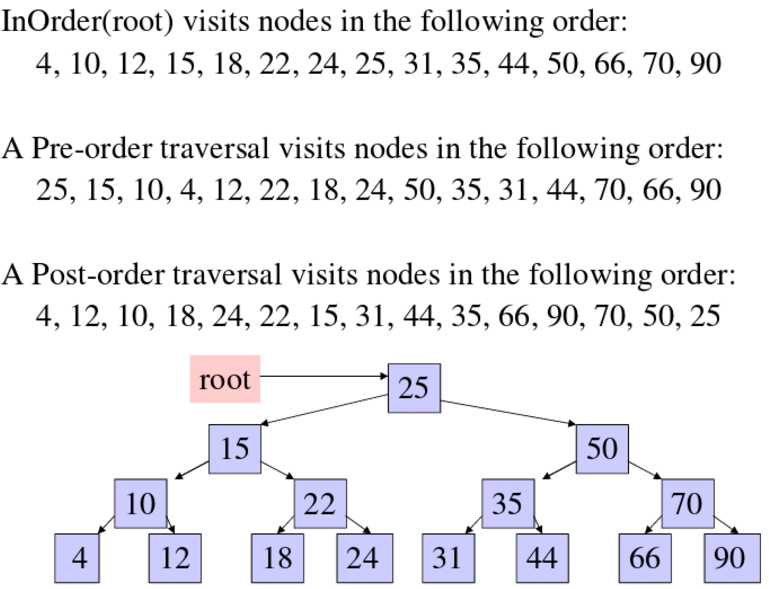 InOrder(root) visits nodes in the following order:
4, 10, 12, 15, 18, 22, 24, 25, 31, 35, 44, 50, 66, 70, 90
A Pre-order traversal visits nodes in the following order:
25, 15, 10, 4, 12, 22, 18, 24, 50, 35, 31, 44, 70, 66, 90
A Post-order traversal visits nodes in the following order:
4, 12, 10, 18, 24, 22, 15, 31, 44, 35, 66, 90, 70, 50, 25
root 25
15 50
10 22 35 70
4 12 18 24 31 44 66 90